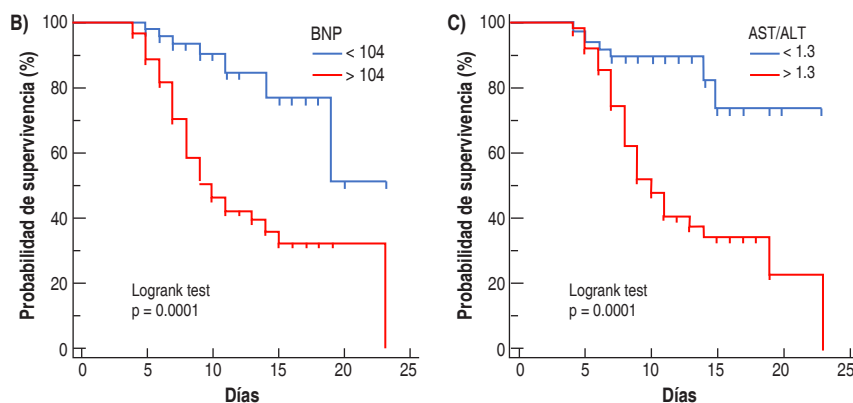 B)
100
80
60
40
20
0
Probabilidad de supervivencia (%)
BNP
< 104
> 104
Logrank test
p = 0.0001
0 5 10 15 20 25
Días
C)
100
80
60
40
20
0
Probabilidad de supervivencia (%)
AST/ALT
< 1.3
> 1.3
Logrank test
p = 0.0001
0 5 10 15 20 25
Días